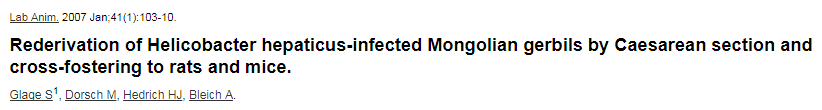 Lab Anim. 2007 Jan;41(1):103-10.
Rederivation of Helicobacter hepaticus-infected Mongolian gerbils by Caesarean section and
cross-fostering to rats and mice.
Glage S1, Dorsch M, Hedrich HJ, Bleich A.